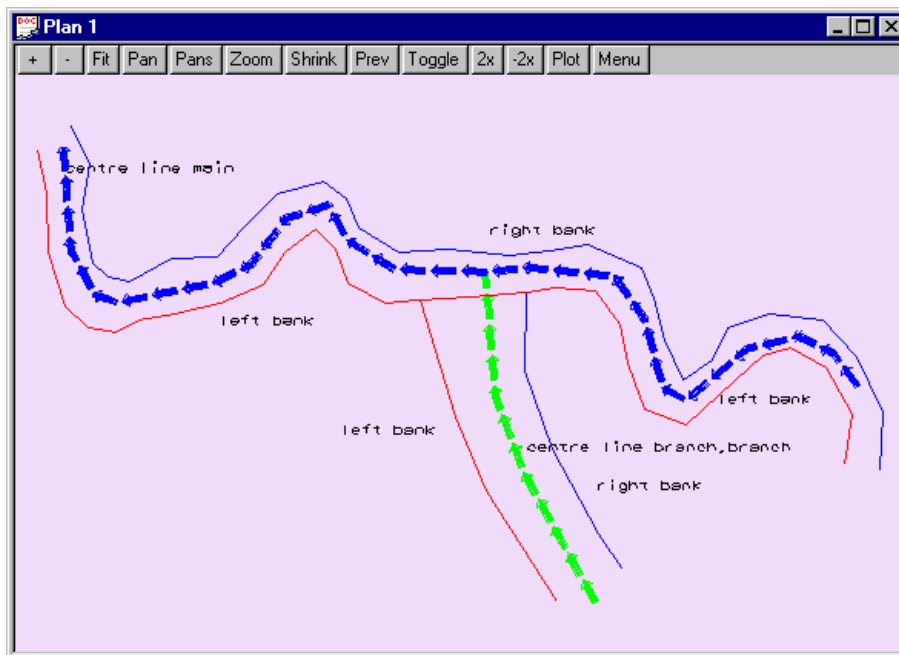 Plan 1
+ - Fit Pan Pans Zoom Shrink Prev Toggle 2x -2x Plot Menu
centre line main
right bank
left bank
left bank
left bank
centre line branch,branch
right bank